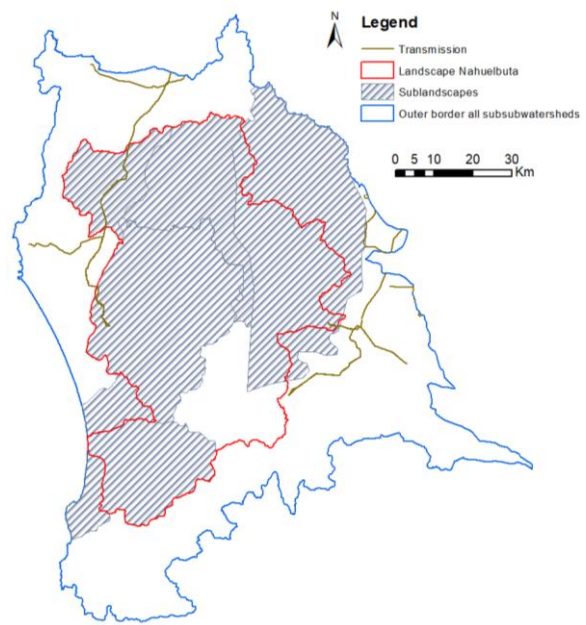 N
Legend
Transmission
Landscape Nahuelbuta
Sublandscapes
Outer border all subsubwatersheds
0 5 10 20 30
Km